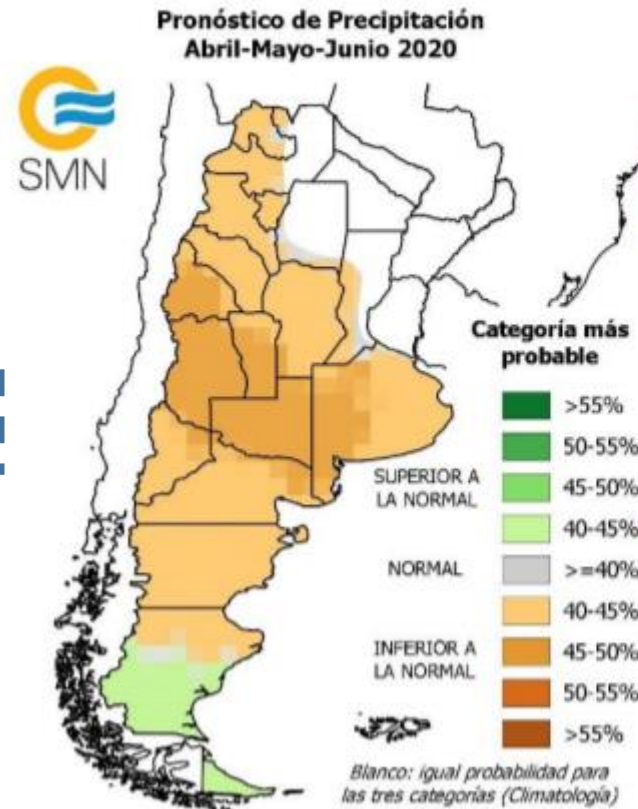 Pronóstico de Precipitación
Abril-Mayo-Junio 2020
SMN
Categoría más
probable
SUPERIOR A
LA NORMAL
>55%
50-55%
45-50%
40-45%
NORMAL
>=40%
INFERIOR A
LA NORMAL
40-45%
45-50%
50-55%
>55%
Blanco: igual probabilidad para
las tres categorías (Climatología)